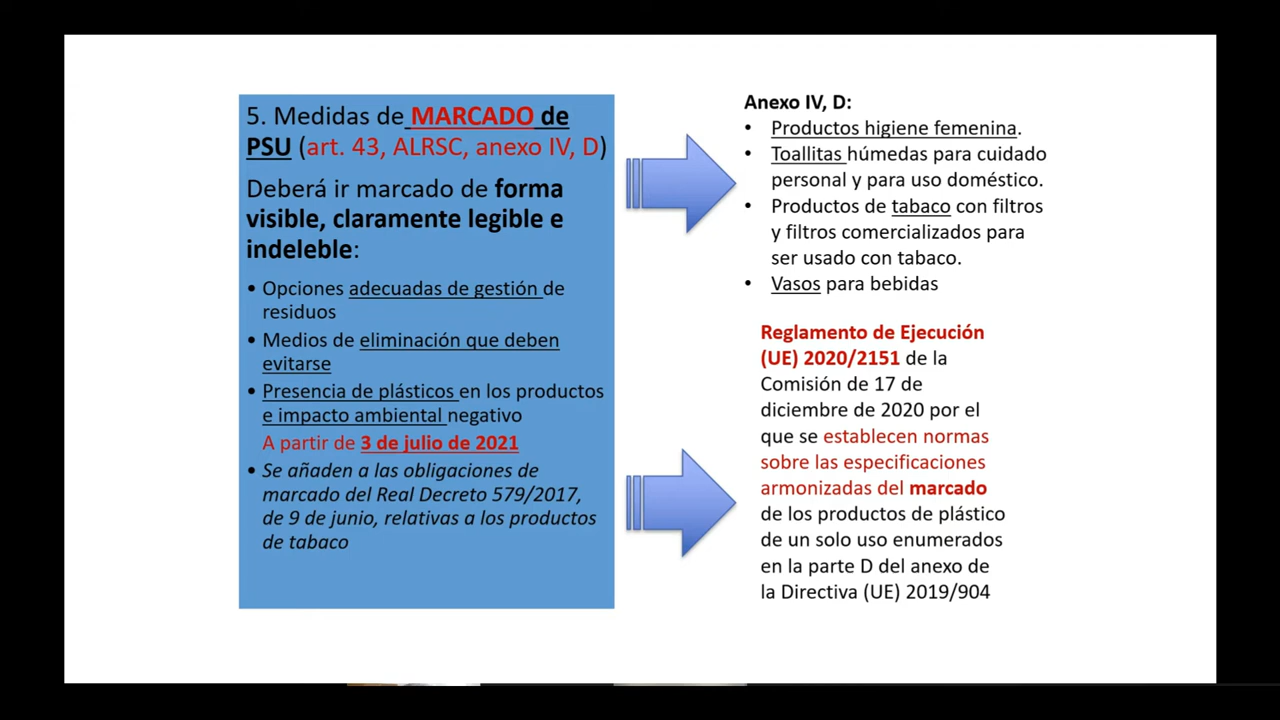 5. Medidas de MARCADO de
PSU (art. 43, ALRSC, anexo IV, D)
Deberá ir marcado de forma
visible, claramente legible e
indeleble:
• Opciones adecuadas de gestión de
residuos
• Medios de eliminación que deben
evitarse
• Presencia de plásticos en los productos
e impacto ambiental negativo
A partir de 3 de julio de 2021
• Se añaden a las obligaciones de
marcado del Real Decreto 579/2017,
de 9 de junio, relativas a los productos
de tabaco
Anexo IV, D:
• Productos higiene femenina.
• Toallitas húmedas para cuidado
personal y para uso doméstico.
• Productos de tabaco con filtros
y filtros comercializados para
ser usado con tabaco.
• Vasos para bebidas
Reglamento de Ejecución
(UE) 2020/2151 de la
Comisión de 17 de
diciembre de 2020 por el
que se establecen normas
sobre las especificaciones
armonizadas del marcado
de los productos de plástico
de un solo uso enumerados
en la parte D del anexo de
la Directiva (UE) 2019/904